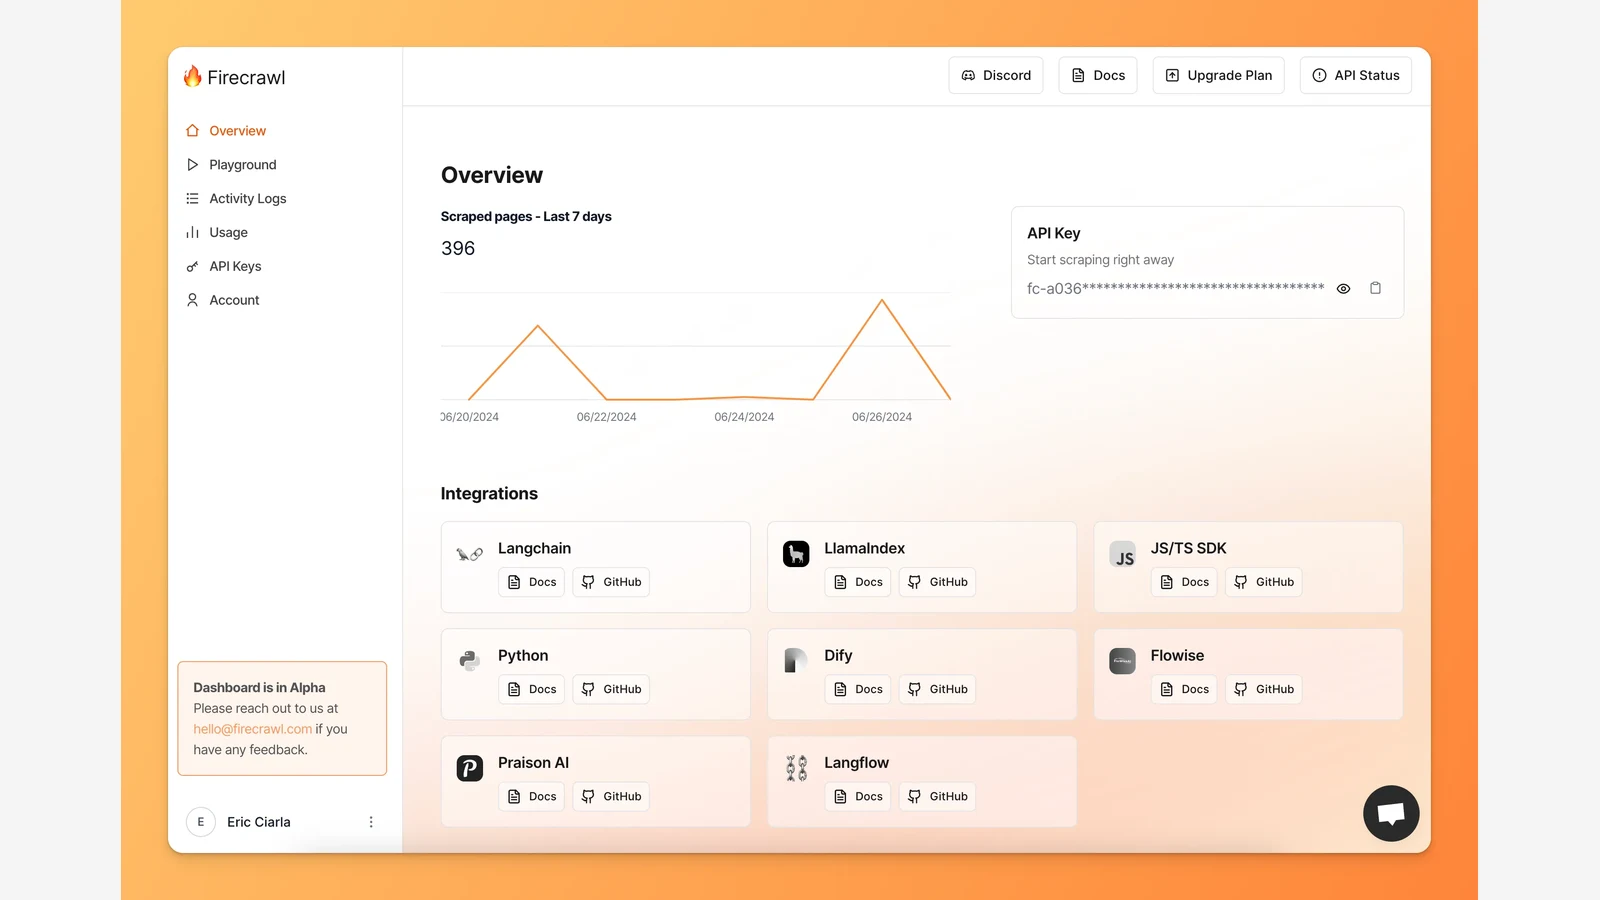 Firecrawl
Discord
Docs
Upgrade Plan
API Status
Overview
Playground
Activity Logs
Usage
API Keys
Account
Overview
Scraped pages - Last 7 days
396
06/20/2024
06/22/2024
06/24/2024
06/26/2024
API Key
Start scraping right away
fc-a036**********************************
Integrations
Langchain
Docs
GitHub
LlamaIndex
Docs
GitHub
JS
JS/TS SDK
Docs
GitHub
Python
Docs
GitHub
Dify
Docs
GitHub
Flowise
Docs
GitHub
Praison AI
Docs
GitHub
Langflow
Docs
GitHub
Dashboard is in Alpha
Please reach out to us at
hello@firecrawl.com if you
have any feedback.
E
Eric Ciarla